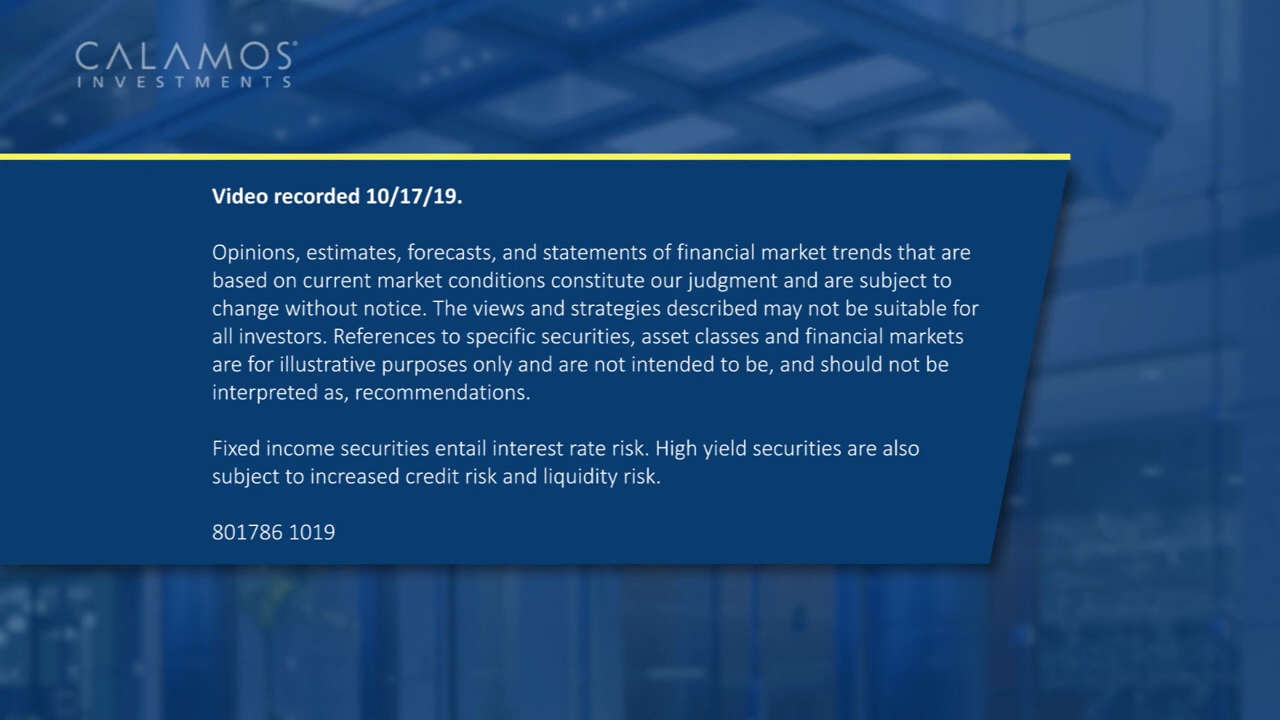 CALAMOS®
INVESTMENTS
Video recorded 10/17/19.
Opinions, estimates, forecasts, and statements of financial market trends that are
based on current market conditions constitute our judgment and are subject to
change without notice. The views and strategies described may not be suitable for
all investors. References to specific securities, asset classes and financial markets
are for illustrative purposes only and are not intended to be, and should not be
interpreted as, recommendations.
Fixed income securities entail interest rate risk. High yield securities are also
subject to increased credit risk and liquidity risk.
801786 1019